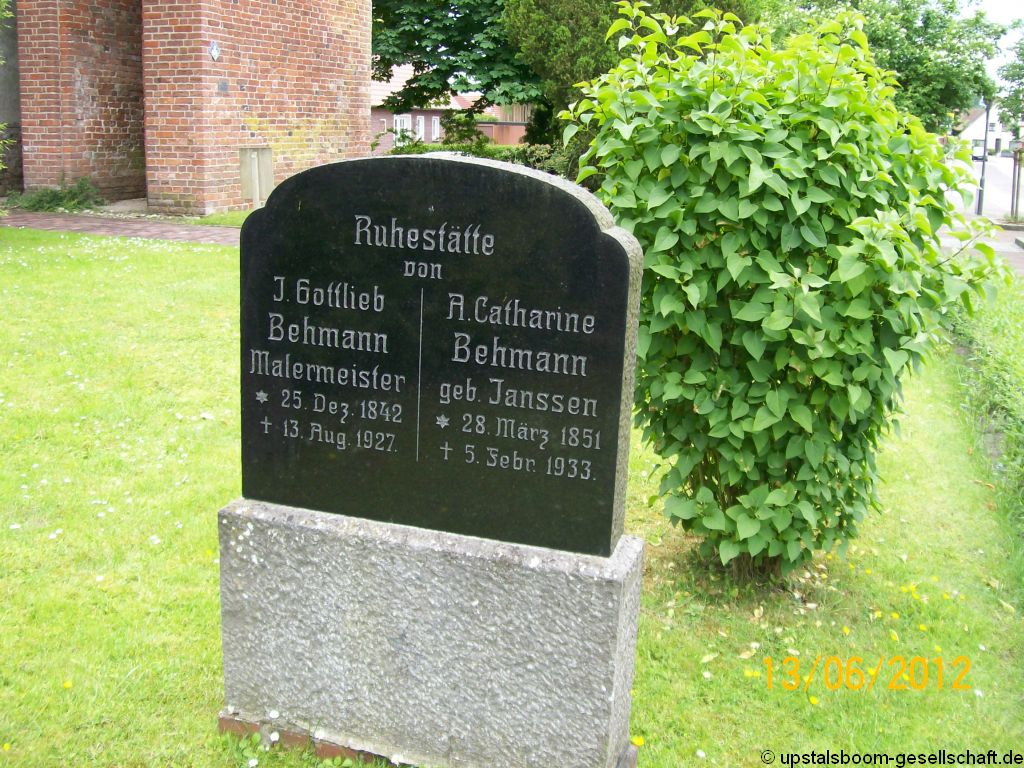 Ruhestätte
von
J. Gottlieb
Behmann
Malermeister
* 25. Dez. 1842
† 13. Aug. 1927.
A. Catharine
Behmann
geb. Janssen
* 28. März 1851
† 5. Febr. 1933.
13/06/2012
© upstalsboom-gesellschaft.de